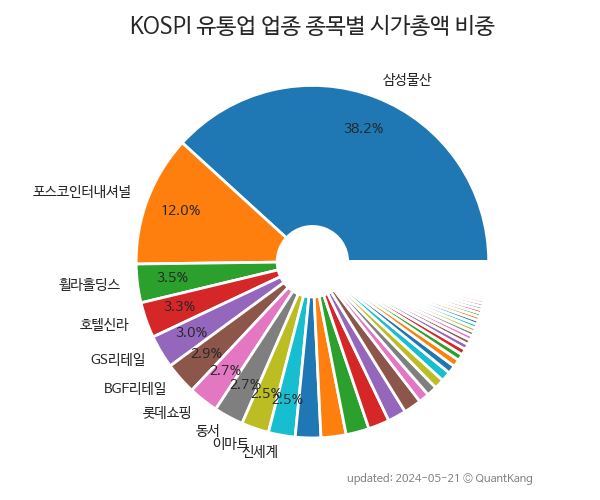 KOSPI 유통업 업종 종목별 시가총액 비중
삼성물산
38.2%
포스코인터내셔널
12.0%
휠라홀딩스
3.5%
호텔신라
3.3%
GS리테일
3.0%
BGF리테일
2.9%
롯데쇼핑
2.7%
동서
2.7%
이마트
2.5%
신세계
2.5%
updated: 2024-05-21 © QuantKang